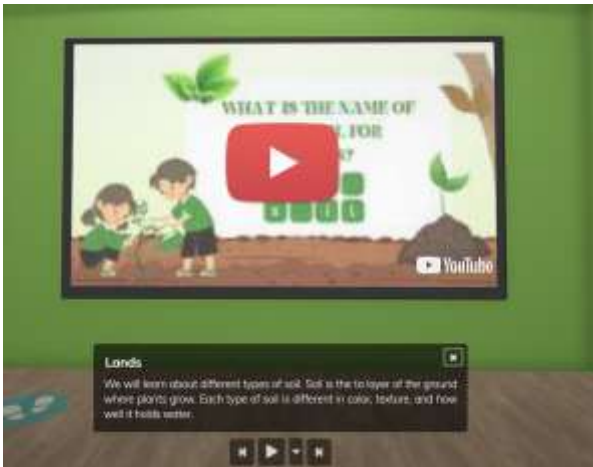 WHAT IS THE NAME OF
FOR
YouTube
Lands
We will learn about different types of soil. Soil is the to layer of the ground
where plants grow. Each type of soil is different in color, texture, and how
well it holds water.